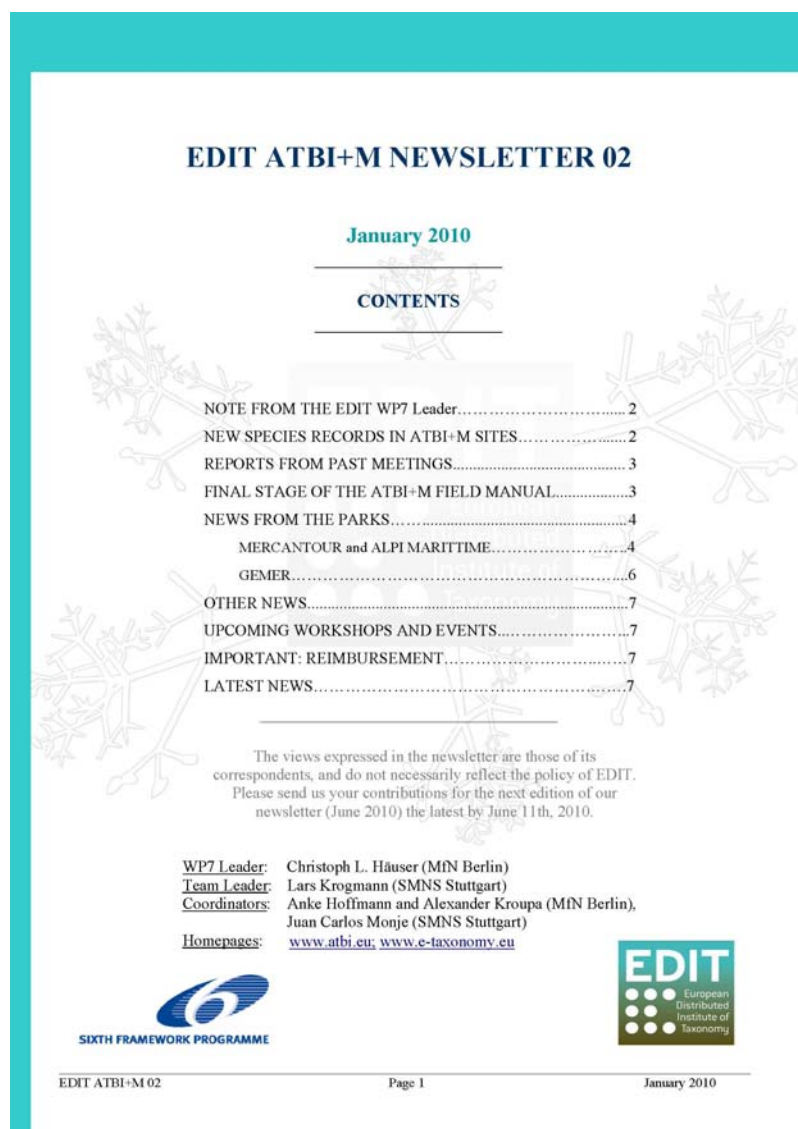 EDIT ATBI+M NEWSLETTER 02
January 2010
CONTENTS
NOTE FROM THE EDIT WP7 Leader……………………….... 2
NEW SPECIES RECORDS IN ATBI+M SITES……………....... 2
REPORTS FROM PAST MEETINGS.......................................... 3
FINAL STAGE OF THE ATBI+M FIELD MANUAL..................3
NEWS FROM THE PARKS……..................................................4
MERCANTOUR and ALPI MARITTIME……………………..4
GEMER……………………………………………………....6
OTHER NEWS...............................................................................7
UPCOMING WORKSHOPS AND EVENTS...…………………..7
IMPORTANT: REIMBURSEMENT………………………...…..7
LATEST NEWS…………………………………………………..7
The views expressed in the newsletter are those of its
correspondents, and do not necessarily reflect the policy of EDIT.
Please send us your contributions for the next edition of our
newsletter (June 2010) the latest by June 11th, 2010.
WP7 Leader: Christoph L. Häuser (MfN Berlin)
Team Leader: Lars Krogmann (SMNS Stuttgart)
Coordinators: Anke Hoffmann and Alexander Kroupa (MfN Berlin),
Juan Carlos Monje (SMNS Stuttgart)
Homepages: www.atbi.eu; www.e-taxonomy.eu
6
SIXTH FRAMEWORK PROGRAMME
EDIT
European
Distributed
Institute of
Taxonomy
EDIT ATBI+M 02 Page 1 January 2010